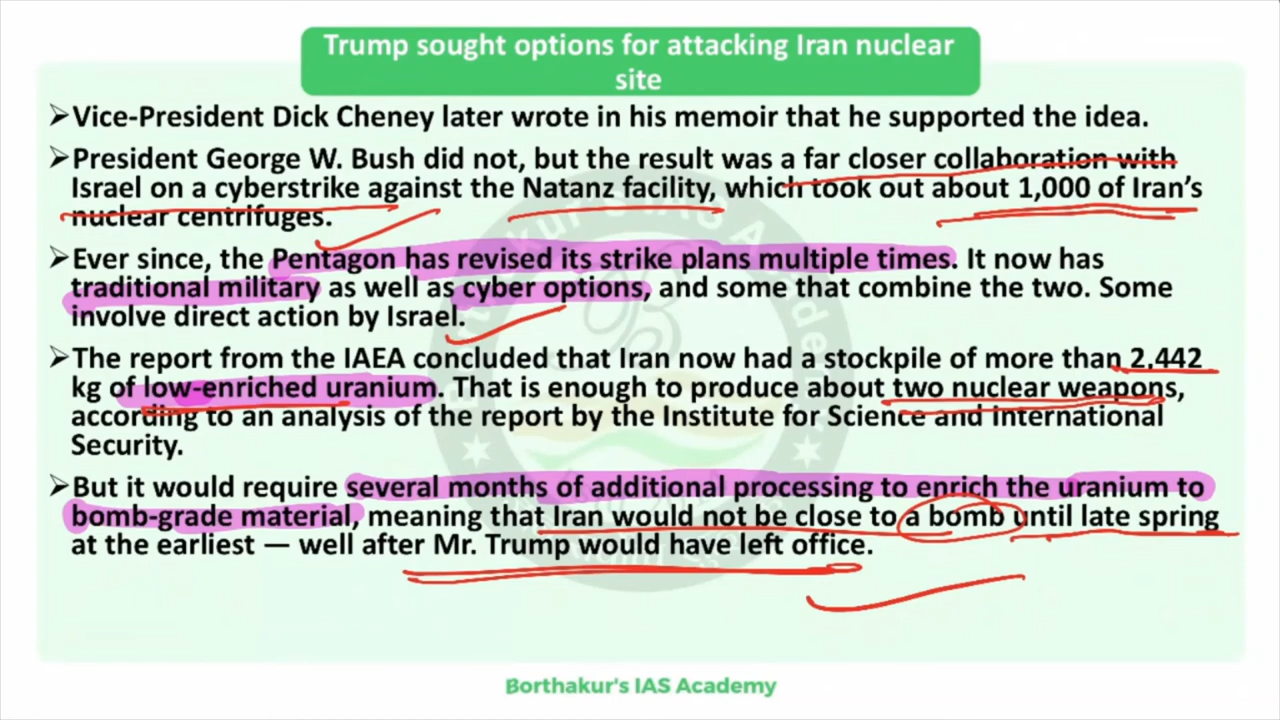 Trump sought options for attacking Iran nuclear
site
➢Vice-President Dick Cheney later wrote in his memoir that he supported the idea.
➢President George W. Bush did not, but the result was a far closer collaboration with
Israel on a cyberstrike against the Natanz facility, which took out about 1,000 of Iran’s
nuclear centrifuges.
➢Ever since, the Pentagon has revised its strike plans multiple times. It now has
traditional military as well as cyber options, and some that combine the two. Some
involve direct action by Israel.
➢The report from the IAEA concluded that Iran now had a stockpile of more than 2,442
kg of low-enriched uranium. That is enough to produce about two nuclear weapons,
according to an analysis of the report by the Institute for Science and International
Security.
➢But it would require several months of additional processing to enrich the uranium to
bomb-grade material, meaning that Iran would not be close to a bomb until late spring
at the earliest — well after Mr. Trump would have left office.
Borthakur's IAS Academy